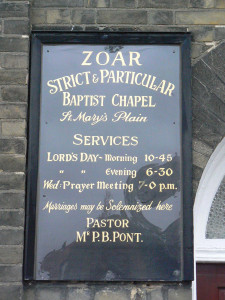 ZOAR
STRICT & PARTICULAR
BAPTIST CHAPEL
St Mary's Plain
SERVICES
LORD'S DAY - Morning 10-45
" " Evening 6-30
Wed. Prayer Meeting 7-0 p.m.
Marriages may be Solemnized here
PASTOR
Mr P.B. PONT.